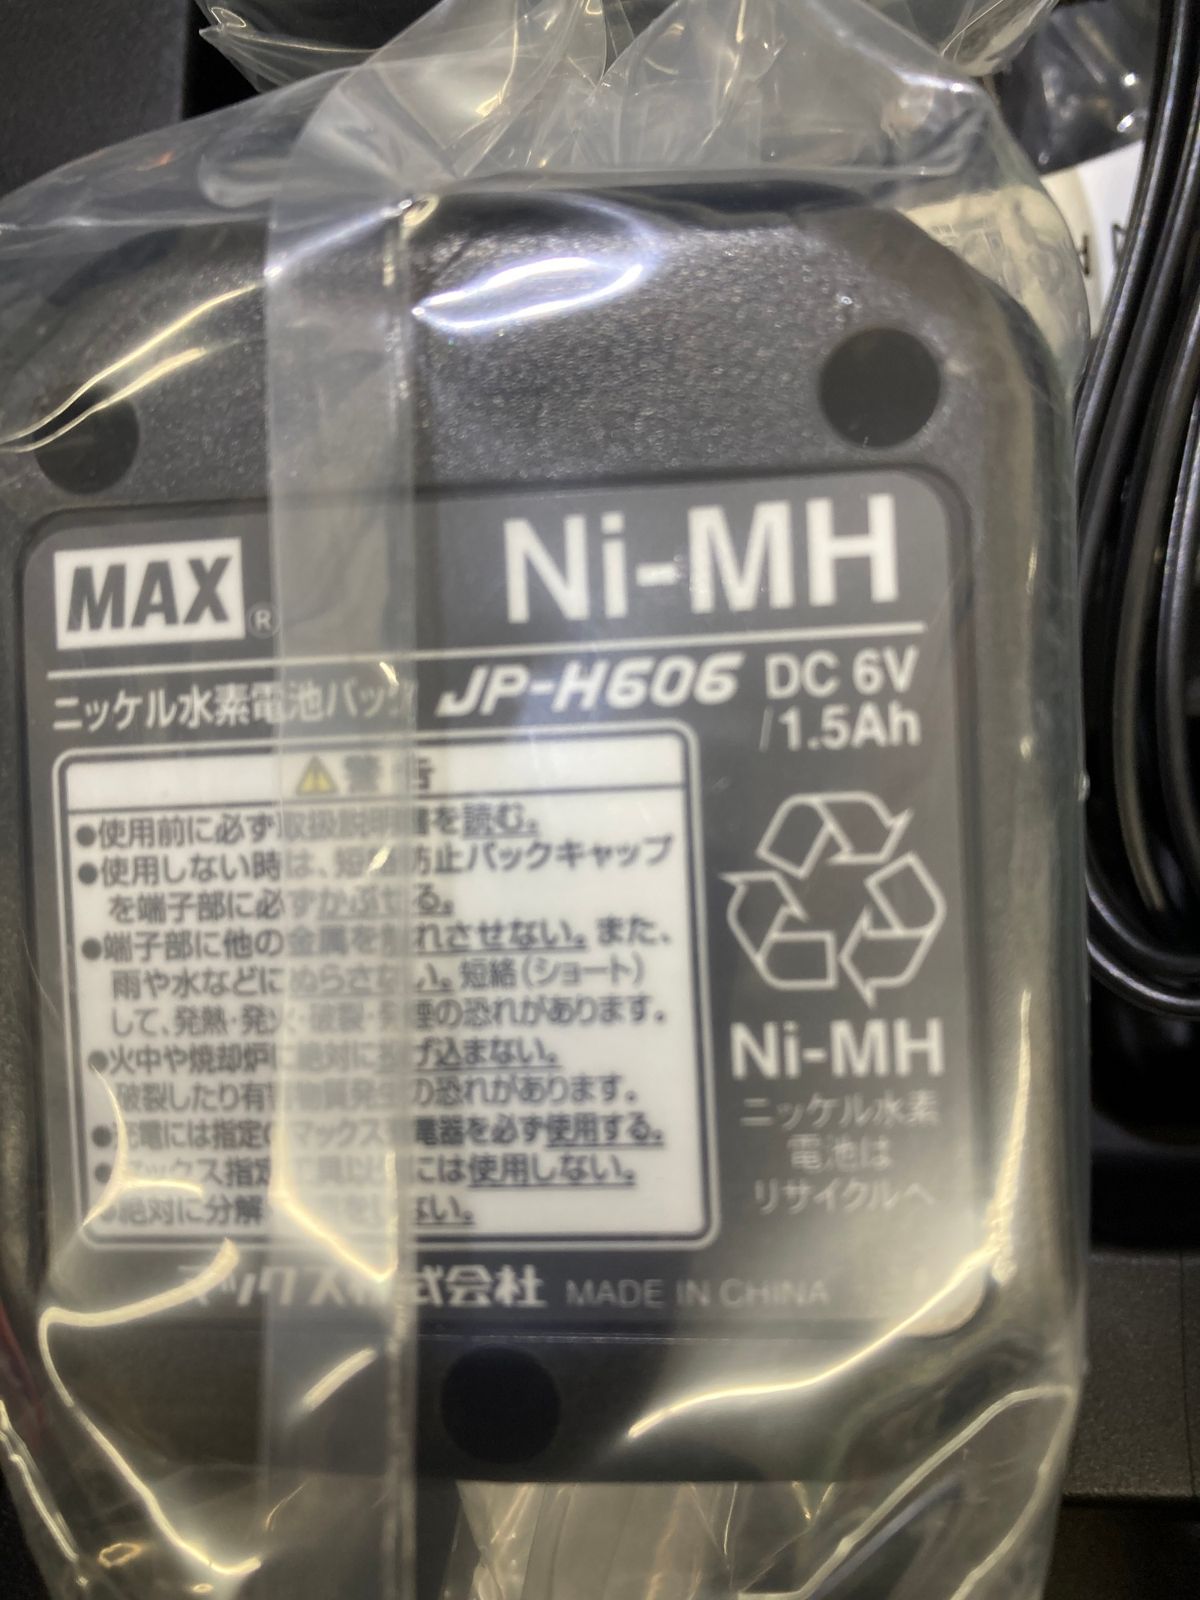 MAX®
Ni-MH
ニッケル水素電池パック JP-H606 DC 6V
/1.5Ah
⚠警告
●使用前に必ず取扱説明書を読む。
●使用しない時は、短絡防止パックキャップ
を端子部に必ずかぶせる。
●端子部に他の金属を触れさせない。また、
雨や水などにぬらさない。短絡(ショート)
して、発熱・発火・破裂・発煙の恐れがあります。
●火中や焼却炉に絶対に投げ込まない。
破裂したり有害物質発生の恐れがあります。
●充電には指定のマックス充電器を必ず使用する。
●マックス指定工具以外には使用しない。
●絶対に分解 をしない。
Ni-MH
ニッケル水素
電池は
リサイクルへ
マックス株式会社 MADE IN CHINA